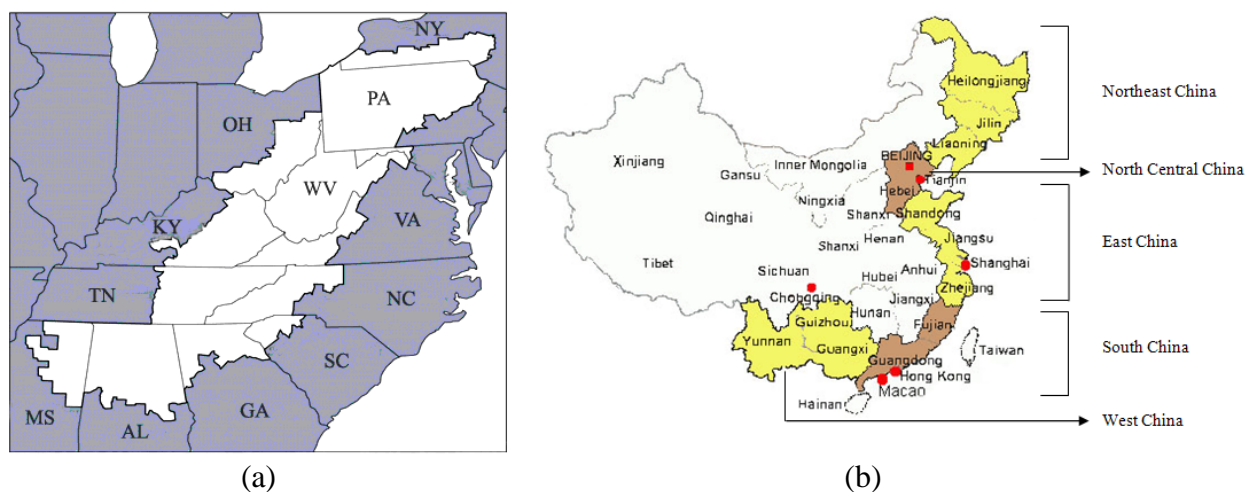 NY
PA
OH
WV
KY
VA
TN
NC
SC
MS
AL
GA
(a)
Heilongjiang
Jilin
Liaoning
BEIJING
Tianjin
Hebei
Inner Mongolia
Xinjiang
Gansu
Ningxia
Qinghai
Shanxi
Shandong
Shanxi
Henan
Jiangsu
Tibet
Sichuan
Hubei
Anhui
Shanghai
Chongqing
Zhejiang
Jiangxi
Hunan
Guizhou
Fujian
Yunnan
Guangxi
Guangdong
Taiwan
Hong Kong
Macao
Hainan
Northeast China
North Central China
East China
South China
West China
(b)